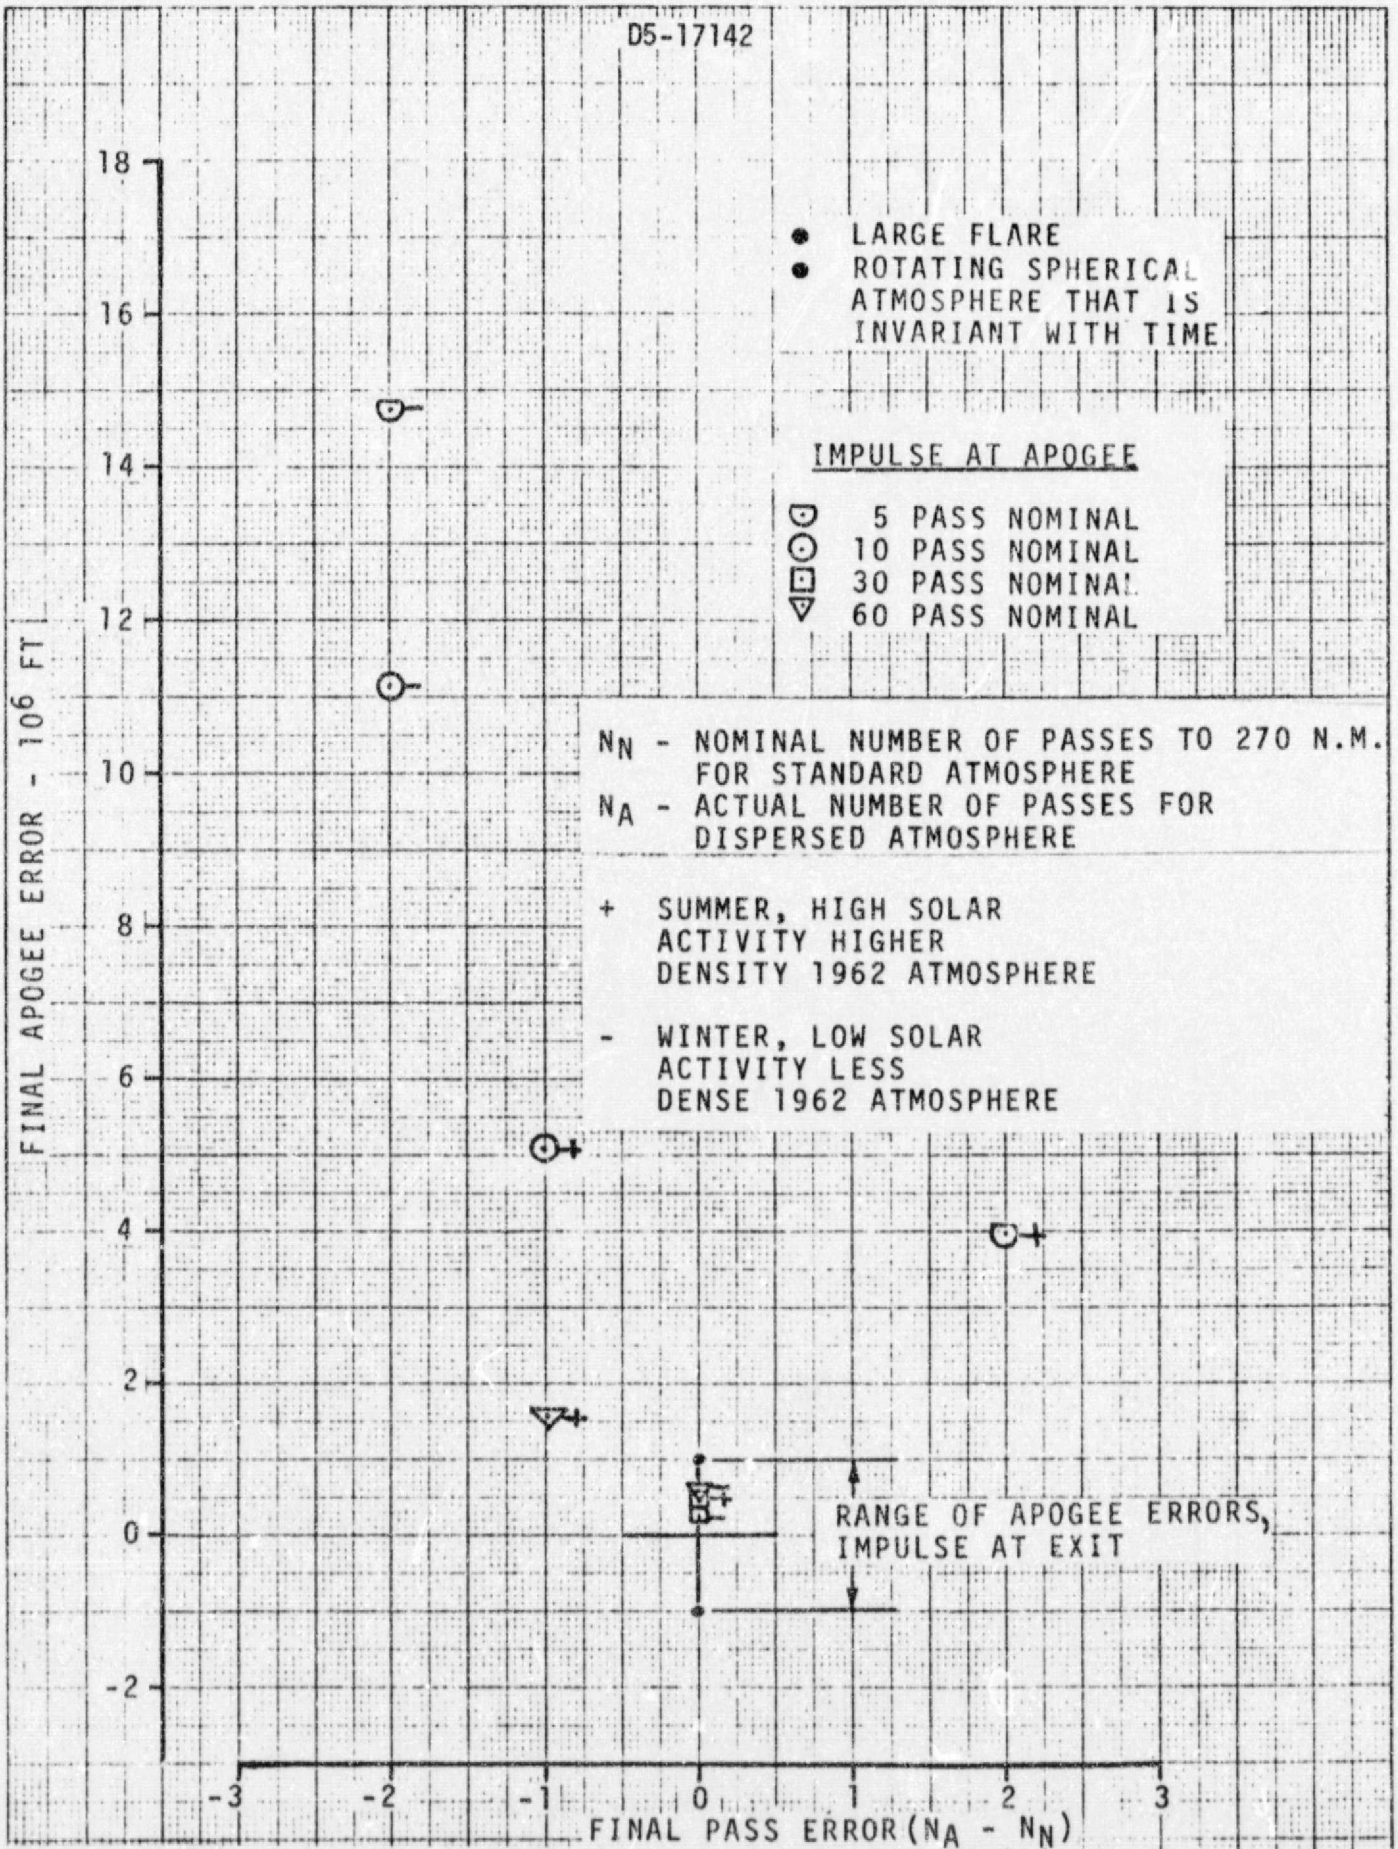 D5-17142
18
16
14
12
10
8
6
4
2
0
-2
FINAL APOGEE ERROR - 10⁶ FT
● LARGE FLARE
● ROTATING SPHERICAL
ATMOSPHERE THAT IS
INVARIANT WITH TIME
IMPULSE AT APOGEE
5 PASS NOMINAL
10 PASS NOMINAL
30 PASS NOMINAL
60 PASS NOMINAL
N_N - NOMINAL NUMBER OF PASSES TO 270 N.M.
FOR STANDARD ATMOSPHERE
N_A - ACTUAL NUMBER OF PASSES FOR
DISPERSED ATMOSPHERE
+ SUMMER, HIGH SOLAR
ACTIVITY HIGHER
DENSITY 1962 ATMOSPHERE
- WINTER, LOW SOLAR
ACTIVITY LESS
DENSE 1962 ATMOSPHERE
RANGE OF APOGEE ERRORS,
IMPULSE AT EXIT
-3 -2 -1 0 1 2 3
FINAL PASS ERROR (N_A - N_N)